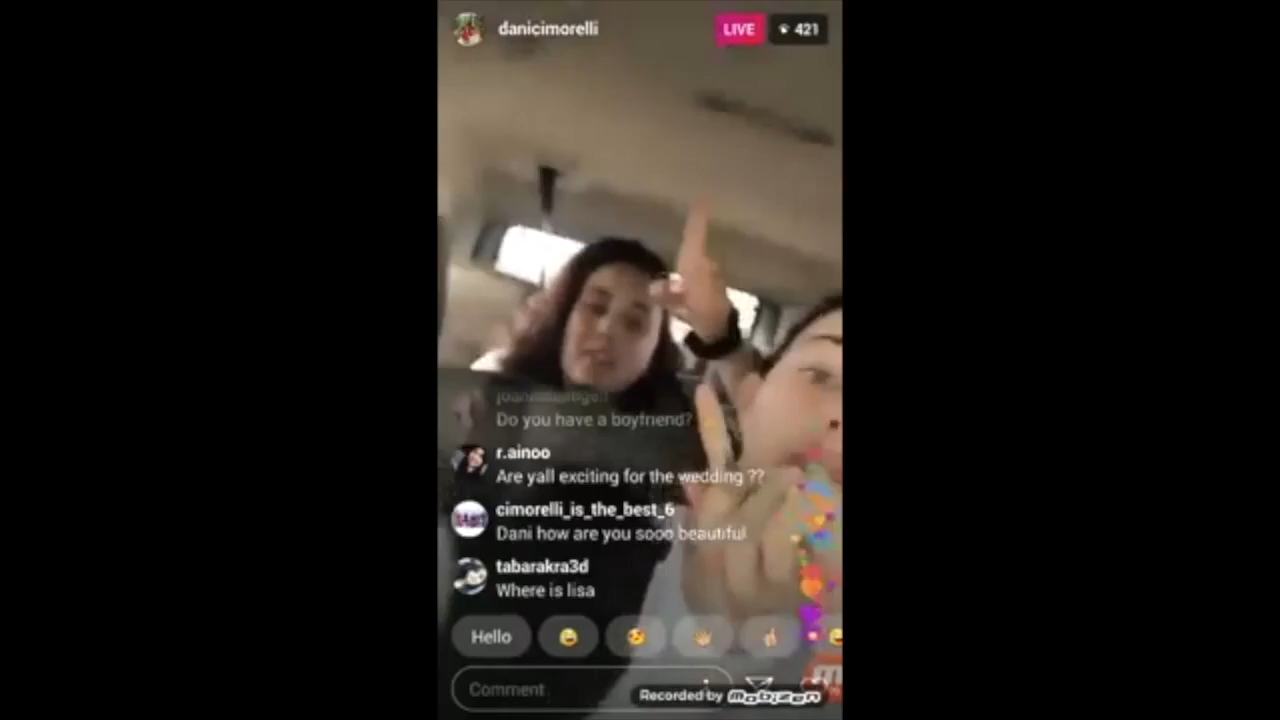 danicimorelli
LIVE
421
Do you have a boyfriend?
r.ainoo
Are yall exciting for the wedding ??
cimorelli_is_the_best_6
Dani how are you sooo beautiful
tabarakra3d
Where is lisa
Hello
Comment
Recorded by Mobizen